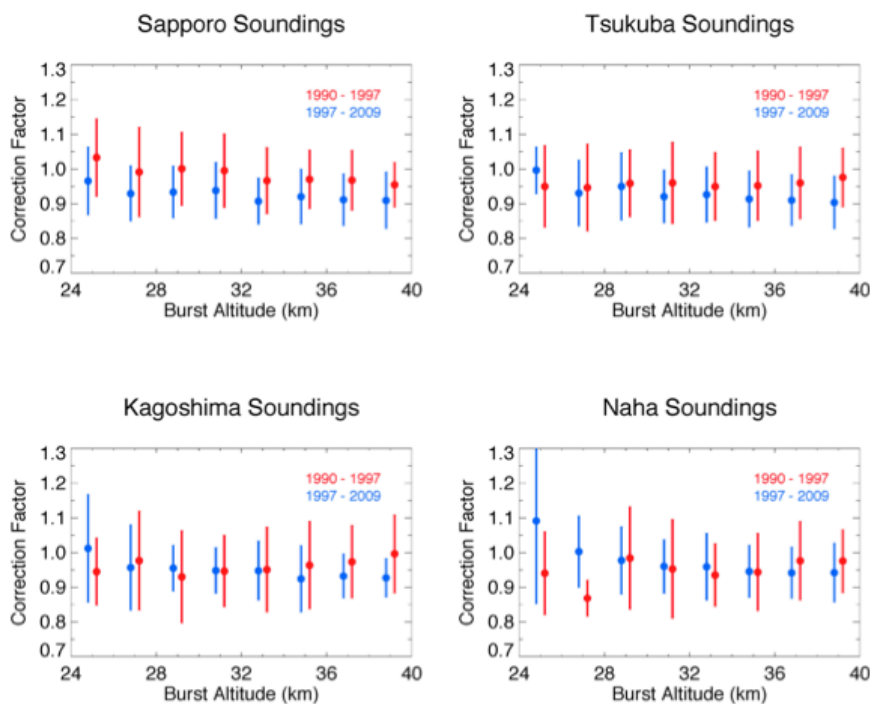 Sapporo Soundings
1.3
1.2
1.1
1.0
0.9
0.8
0.7
Correction Factor
1990 - 1997
1997 - 2009
24 28 32 36 40
Burst Altitude (km)
Tsukuba Soundings
1.3
1.2
1.1
1.0
0.9
0.8
0.7
Correction Factor
1990 - 1997
1997 - 2009
24 28 32 36 40
Burst Altitude (km)
Kagoshima Soundings
1.3
1.2
1.1
1.0
0.9
0.8
0.7
Correction Factor
1990 - 1997
1997 - 2009
24 28 32 36 40
Burst Altitude (km)
Naha Soundings
1.3
1.2
1.1
1.0
0.9
0.8
0.7
Correction Factor
1990 - 1997
1997 - 2009
24 28 32 36 40
Burst Altitude (km)